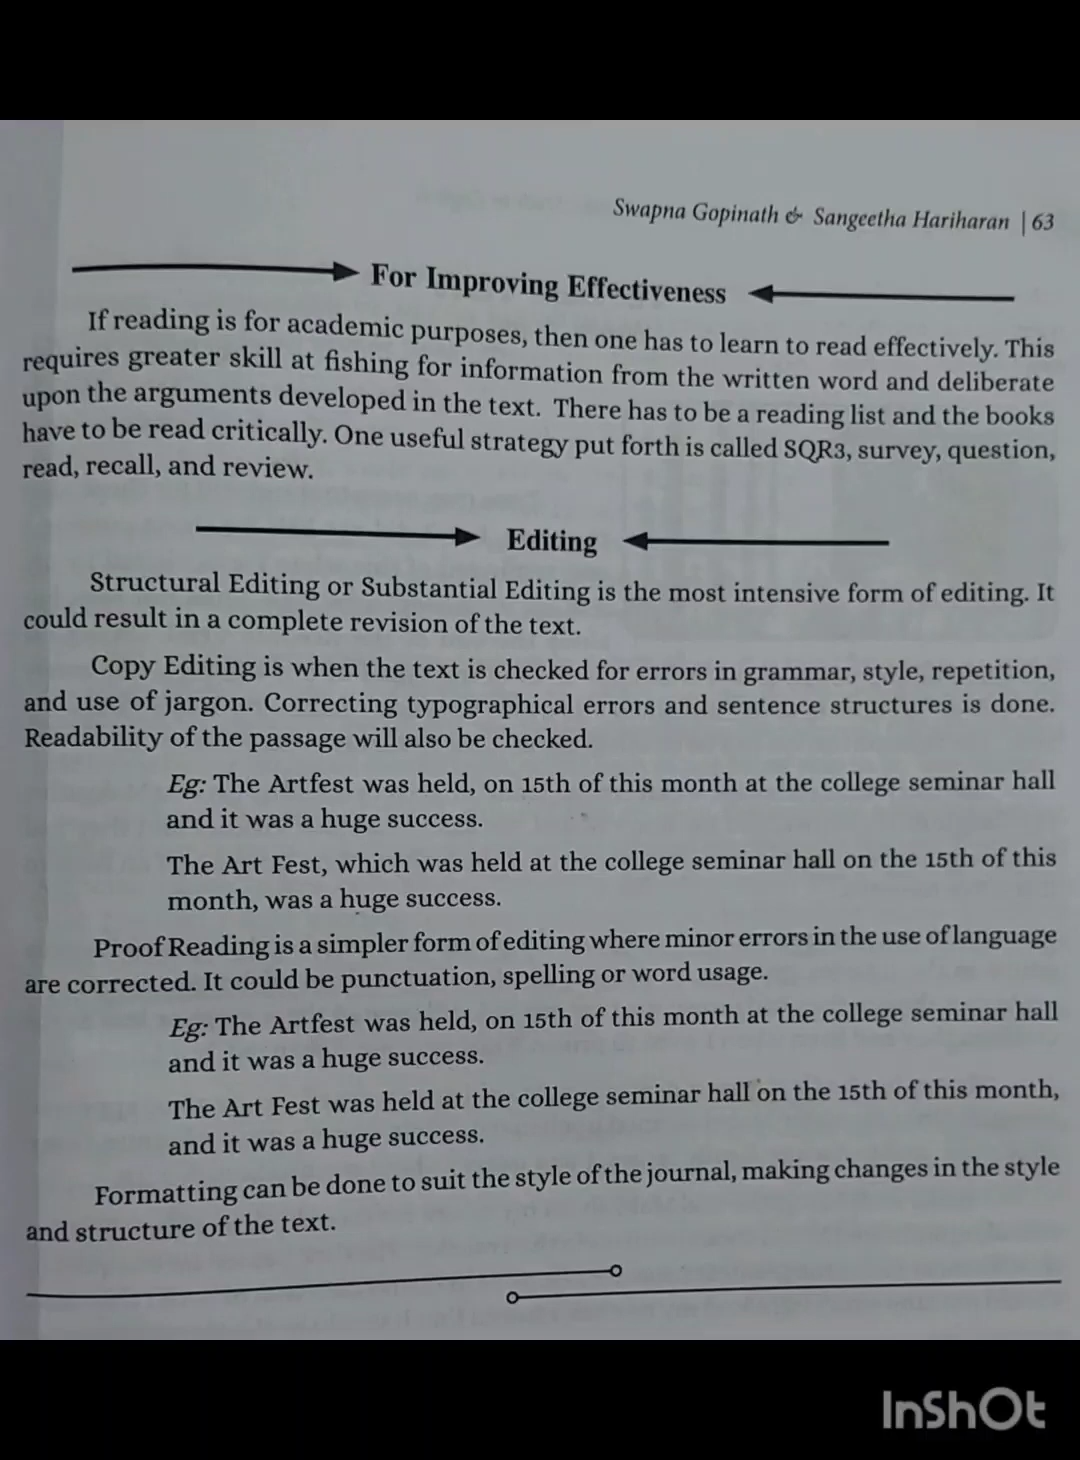 Swapna Gopinath & Sangeetha Hariharan | 63
For Improving Effectiveness
If reading is for academic purposes, then one has to learn to read effectively. This
requires greater skill at fishing for information from the written word and deliberate
upon the arguments developed in the text. There has to be a reading list and the books
have to be read critically. One useful strategy put forth is called SQR3, survey, question,
read, recall, and review.
Editing
Structural Editing or Substantial Editing is the most intensive form of editing. It
could result in a complete revision of the text.
Copy Editing is when the text is checked for errors in grammar, style, repetition,
and use of jargon. Correcting typographical errors and sentence structures is done.
Readability of the passage will also be checked.
Eg: The Artfest was held, on 15th of this month at the college seminar hall
and it was a huge success.
The Art Fest, which was held at the college seminar hall on the 15th of this
month, was a huge success.
Proof Reading is a simpler form of editing where minor errors in the use of language
are corrected. It could be punctuation, spelling or word usage.
Eg: The Artfest was held, on 15th of this month at the college seminar hall
and it was a huge success.
The Art Fest was held at the college seminar hall on the 15th of this month,
and it was a huge success.
Formatting can be done to suit the style of the journal, making changes in the style
and structure of the text.
InShOt